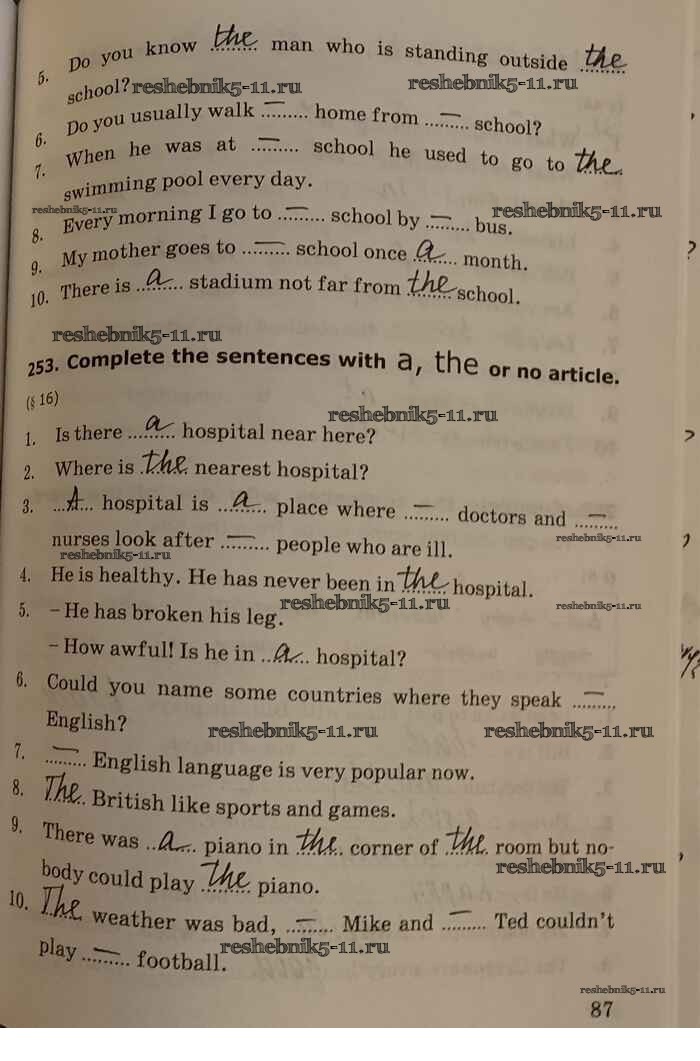 5. Do you know the man who is standing outside the
school? reshebnik5-11.ru reshebnik5-11.ru
6. Do you usually walk — home from — school?
7. When he was at — school he used to go to the
swimming pool every day.
reshebnik5-11.ru reshebnik5-11.ru
8. Every morning I go to — school by — bus.
9. My mother goes to — school once a month.
10. There is a stadium not far from the school.
reshebnik5-11.ru
253. Complete the sentences with a, the or no article.
(§ 16)
reshebnik5-11.ru
1. Is there a hospital near here?
2. Where is the nearest hospital?
3. A hospital is a place where — doctors and —
nurses look after — people who are ill.
reshebnik5-11.ru reshebnik5-11.ru
4. He is healthy. He has never been in the hospital.
reshebnik5-11.ru reshebnik5-11.ru
5. – He has broken his leg.
– How awful! Is he in a hospital?
6. Could you name some countries where they speak —
English?
reshebnik5-11.ru reshebnik5-11.ru
7. — English language is very popular now.
8. The British like sports and games.
9. There was a piano in the corner of the room but no-
reshebnik5-11.ru
body could play the piano.
10. The weather was bad, — Mike and — Ted couldn't
play — football.
reshebnik5-11.ru
reshebnik5-11.ru
87